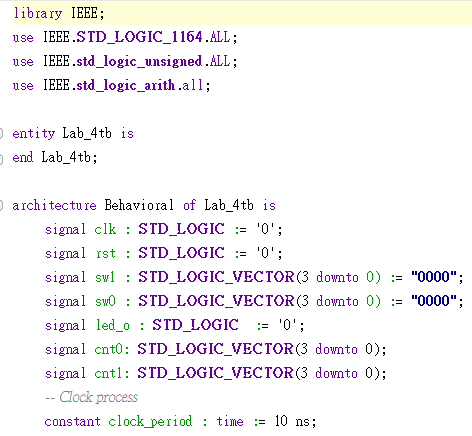 library IEEE;
use IEEE.STD_LOGIC_1164.ALL;
use IEEE.std_logic_unsigned.ALL;
use IEEE.std_logic_arith.all;
entity Lab_4tb is
end Lab_4tb;
architecture Behavioral of Lab_4tb is
signal clk : STD_LOGIC := '0';
signal rst : STD_LOGIC := '0';
signal sw1 : STD_LOGIC_VECTOR(3 downto 0) := "0000";
signal sw0 : STD_LOGIC_VECTOR(3 downto 0) := "0000";
signal led_o : STD_LOGIC  := '0';
signal cnt0: STD_LOGIC_VECTOR(3 downto 0);
signal cnt1: STD_LOGIC_VECTOR(3 downto 0);
-- Clock process
constant clock_period : time := 10 ns;